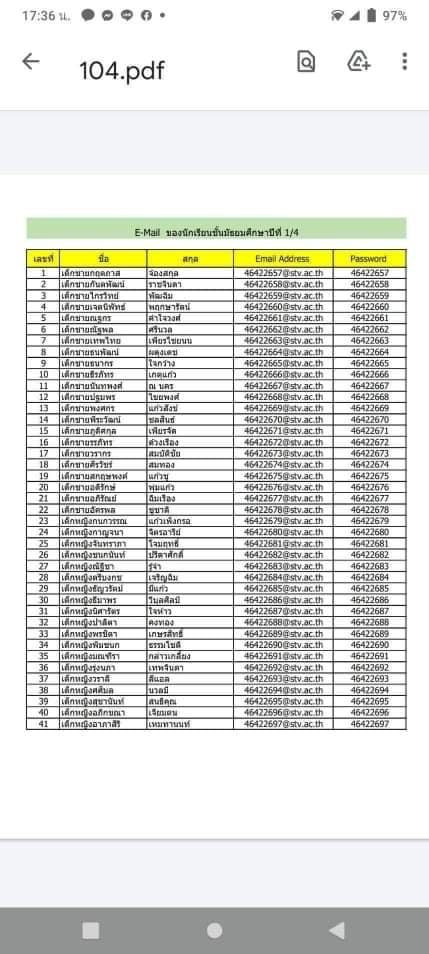 17:36 น. 97%
104.pdf
E-Mail ของนักเรียนชั้นมัธยมศึกษาปีที่ 1/4
เลขที่ ชื่อ สกุล Email Address Password
1 เด็กชายกฤตภาส จ้องสกุล 46422657@stv.ac.th 46422657
2 เด็กชายกันตพัฒน์ ราชจินดา 46422658@stv.ac.th 46422658
3 เด็กชายไกรวิทย์ พัฒฉิม 46422659@stv.ac.th 46422659
4 เด็กชายเจตนิพัทธ์ พฤกษารัตน์ 46422660@stv.ac.th 46422660
5 เด็กชายณฐกร คำไจวงศ์ 46422661@stv.ac.th 46422661
6 เด็กชายณัฐพล ศรีนวล 46422662@stv.ac.th 46422662
7 เด็กชายเทพไทย เพียรไชยนน 46422663@stv.ac.th 46422663
8 เด็กชายธนพัฒน์ ผดุงเดช 46422664@stv.ac.th 46422664
9 เด็กชายธนากร ใจกว้าง 46422665@stv.ac.th 46422665
10 เด็กชายธีรภัทร เกตุแก้ว 46422666@stv.ac.th 46422666
11 เด็กชายนันทพงศ์ ณ นคร 46422667@stv.ac.th 46422667
12 เด็กชายปฐมพร ไชยพงศ์ 46422668@stv.ac.th 46422668
13 เด็กชายพงศกร แก้วสังข์ 46422669@stv.ac.th 46422669
14 เด็กชายพีระวัฒน์ ชลสินธ์ 46422670@stv.ac.th 46422670
15 เด็กชายภูดิศกุล เพียรจัด 46422671@stv.ac.th 46422671
16 เด็กชายรรภัทร ด้วงเรือง 46422672@stv.ac.th 46422672
17 เด็กชายวรากร สมบัติชัย 46422673@stv.ac.th 46422673
18 เด็กชายศิรวัชร์ สมทอง 46422674@stv.ac.th 46422674
19 เด็กชายสกฤษพงศ์ แก้วชู 46422675@stv.ac.th 46422675
20 เด็กชายอดิรักษ์ พุ่มแก้ว 46422676@stv.ac.th 46422676
21 เด็กชายอภิรัณย์ ฉิมเรือง 46422677@stv.ac.th 46422677
22 เด็กชายอัครพล ชูชาติ 46422678@stv.ac.th 46422678
23 เด็กหญิงกนกวรรณ แก้วเพ็งกรอ 46422679@stv.ac.th 46422679
24 เด็กหญิงกาญจนา จิตรอารีย์ 46422680@stv.ac.th 46422680
25 เด็กหญิงจันทราภา โฉมฤทธิ์ 46422681@stv.ac.th 46422681
26 เด็กหญิงชนกนันท์ ปรีดาศักดิ์ 46422682@stv.ac.th 46422682
27 เด็กหญิงณัฐิชา รู่จำ 46422683@stv.ac.th 46422683
28 เด็กหญิงตรีนงกช เจริญฉิม 46422684@stv.ac.th 46422684
29 เด็กหญิงธัญวรัตม์ มีแก้ว 46422685@stv.ac.th 46422685
30 เด็กหญิงธิมาพร วิบูลศิลป์ 46422686@stv.ac.th 46422686
31 เด็กหญิงนิศารัตร ใจห้าว 46422687@stv.ac.th 46422687
32 เด็กหญิงปาลิตา คงทอง 46422688@stv.ac.th 46422688
33 เด็กหญิงพรชิตา เกษรสิทธิ์ 46422689@stv.ac.th 46422689
34 เด็กหญิงพิมชนก ธรรมโชติ 46422690@stv.ac.th 46422690
35 เด็กหญิงมณฑิรา กล่าวเกลี้ยง 46422691@stv.ac.th 46422691
36 เด็กหญิงรุ่งนภา เทพจินดา 46422692@stv.ac.th 46422692
37 เด็กหญิงวราลี สีแอล 46422693@stv.ac.th 46422693
38 เด็กหญิงศศิมล นวลมี 46422694@stv.ac.th 46422694
39 เด็กหญิงสุชานันท์ สนธิคุณ 46422695@stv.ac.th 46422695
40 เด็กหญิงอภิกขณา เจียมตน 46422696@stv.ac.th 46422696
41 เด็กหญิงอาภาสิริ เหมทานนท์ 46422697@stv.ac.th 46422697